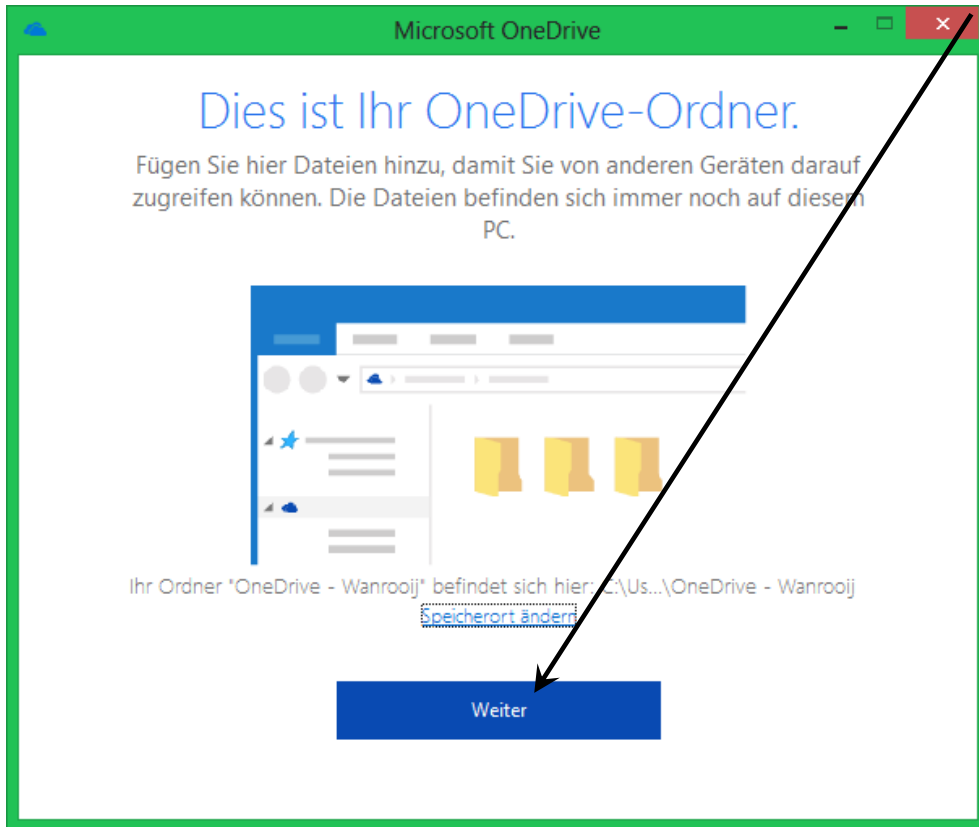 Microsoft OneDrive
Dies ist Ihr OneDrive-Ordner.
Fügen Sie hier Dateien hinzu, damit Sie von anderen Geräten darauf
zugreifen können. Die Dateien befinden sich immer noch auf diesem
PC.
Ihr Ordner "OneDrive - Wanrooij" befindet sich hier: C:\Us...\OneDrive - Wanrooij
Speicherort ändern
Weiter